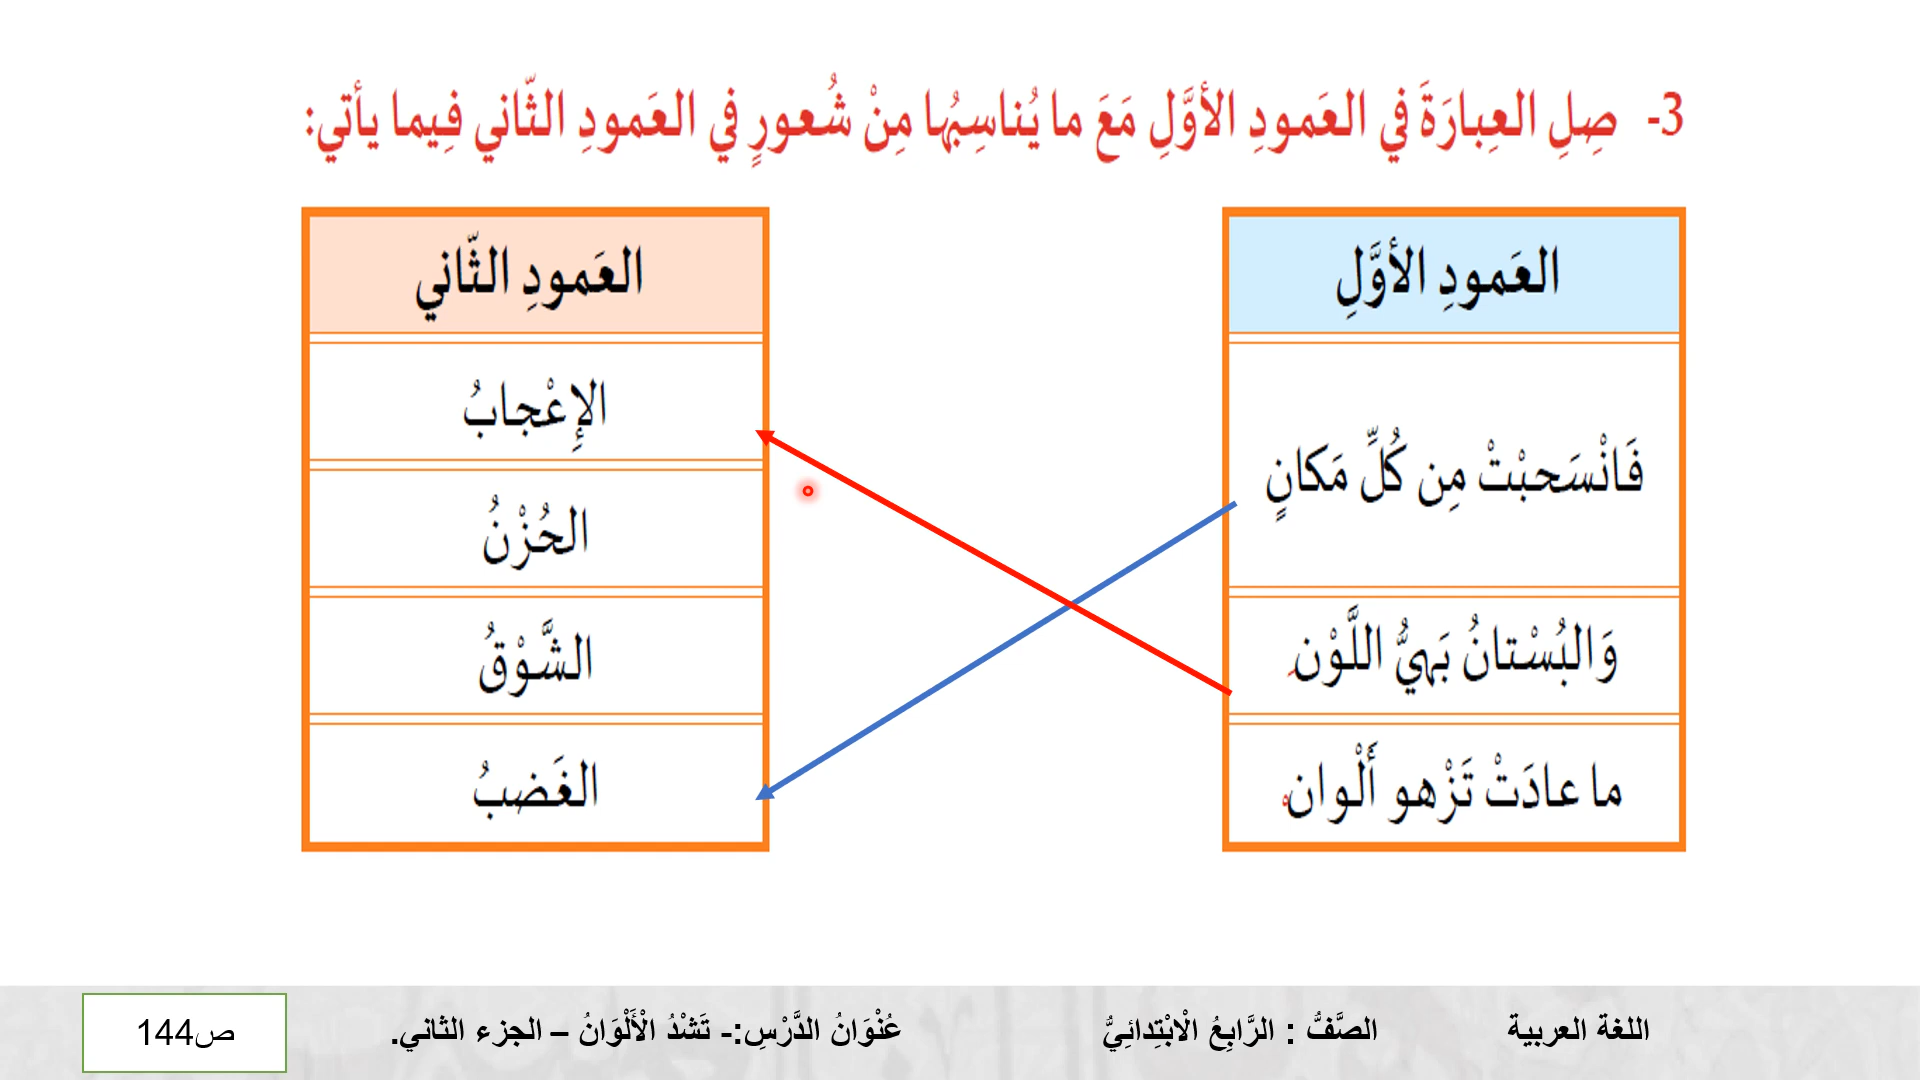 3- صِلِ العِبارَةَ في العَمودِ الأوَّلِ مَعَ ما يُناسِبُها مِنْ شُعورٍ في العَمودِ الثّاني فِيما يأتي:
العَمودِ الأوَّلِ
فَانْسَحبْتْ مِن كُلِّ مَكانٍ
وَالبُسْتانُ بَهيُّ اللَّوْنِ
ما عادَتْ تَزْهو أَلْوانه
العَمودِ الثّاني
الإِعْجابُ
الحُزْنُ
الشَّوْقُ
الغَضبُ
اللغة العربية
الصَّفُّ : الرَّابِعُ الْابْتِدائِيُّ
عُنْوَانُ الدَّرْسِ:- تَشْدُ الْأَلْوَانُ – الجزء الثاني.
ص144